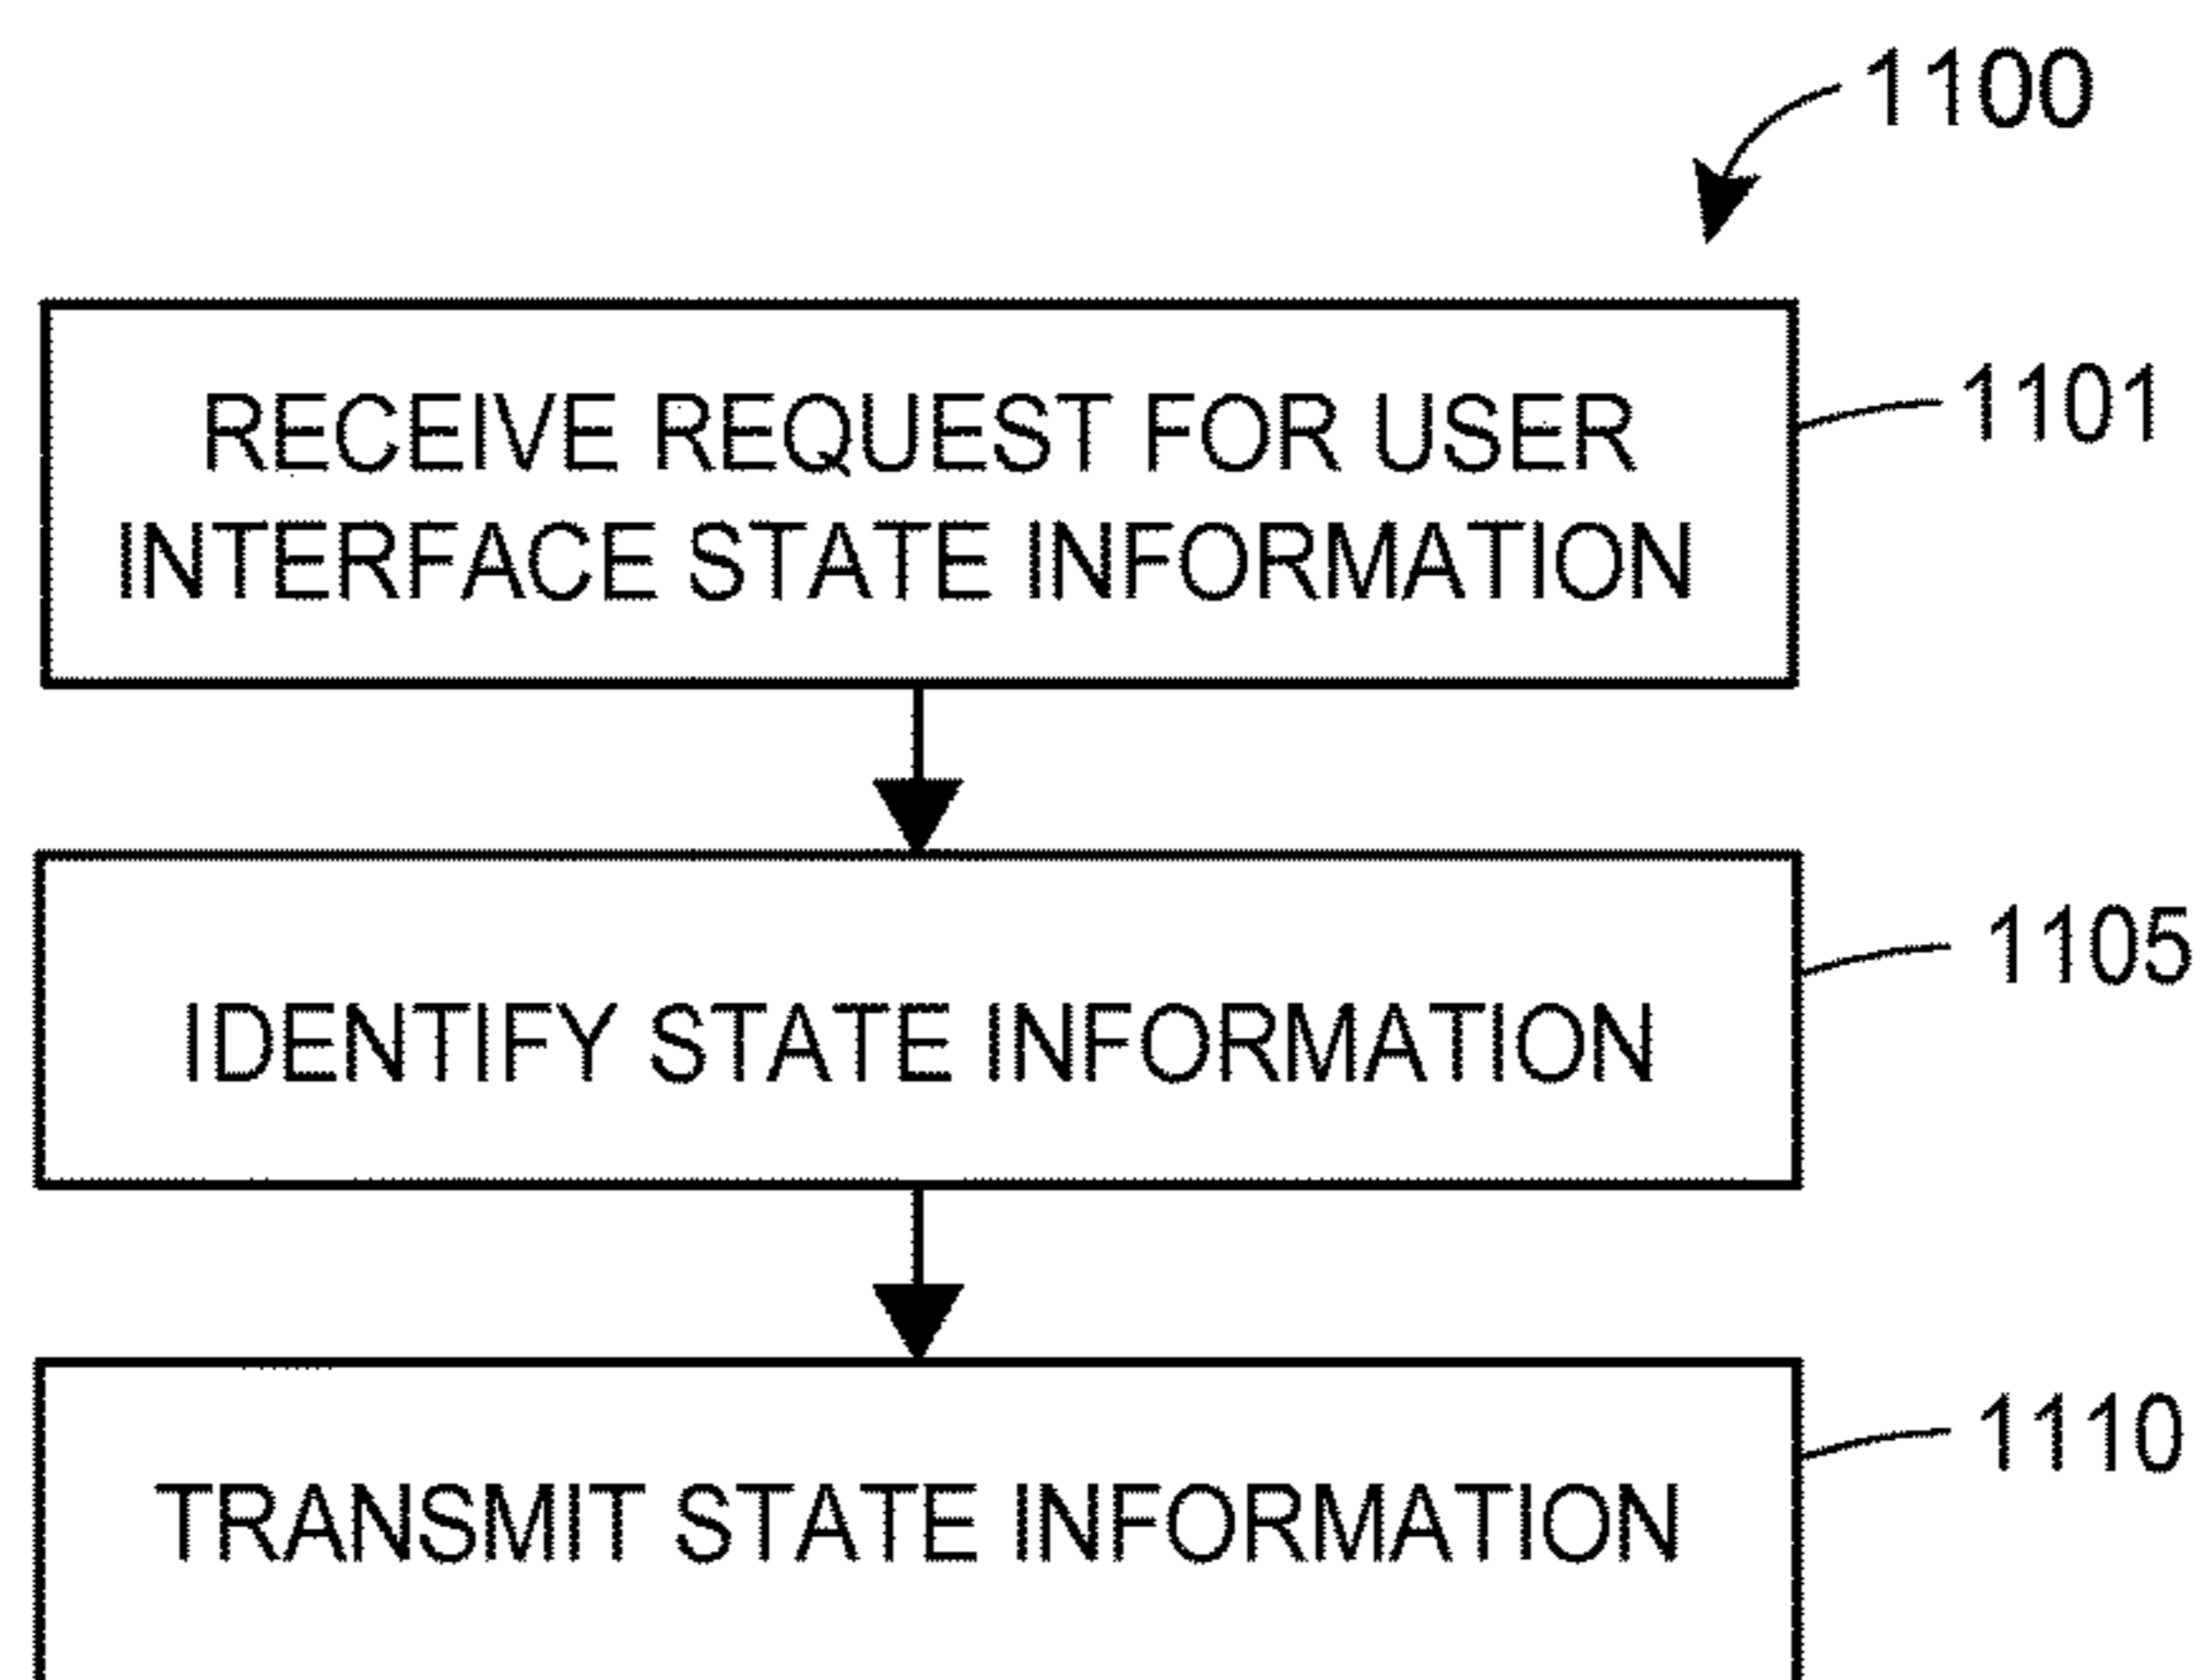 1100
RECEIVE REQUEST FOR USER
INTERFACE STATE INFORMATION
1101
IDENTIFY STATE INFORMATION
1105
TRANSMIT STATE INFORMATION
1110